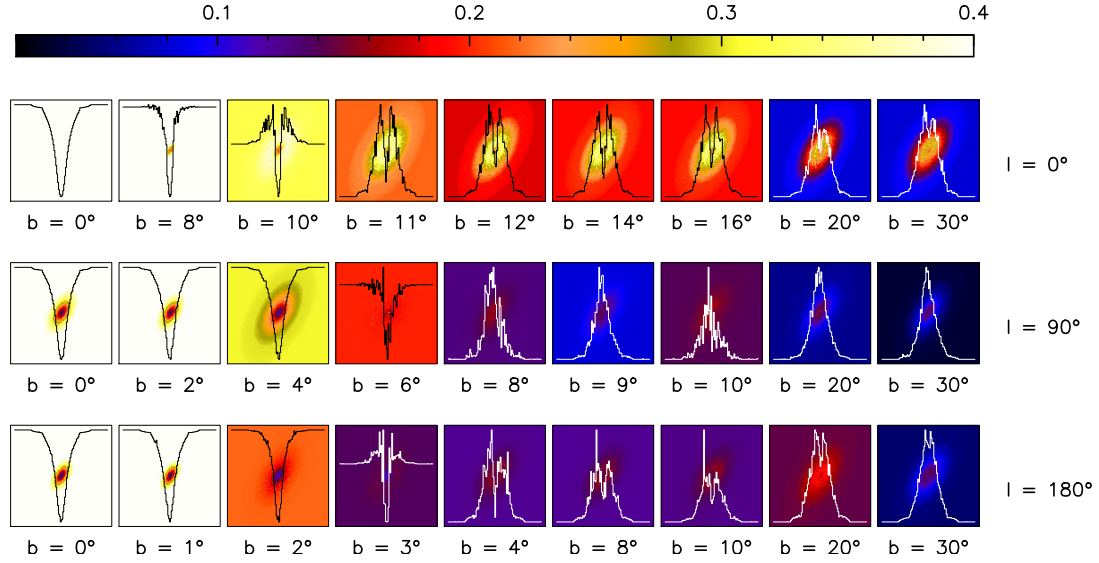 0.1 0.2 0.3 0.4
l = 0°
b = 0° b = 8° b = 10° b = 11° b = 12° b = 14° b = 16° b = 20° b = 30°
l = 90°
b = 0° b = 2° b = 4° b = 6° b = 8° b = 9° b = 10° b = 20° b = 30°
l = 180°
b = 0° b = 1° b = 2° b = 3° b = 4° b = 8° b = 10° b = 20° b = 30°